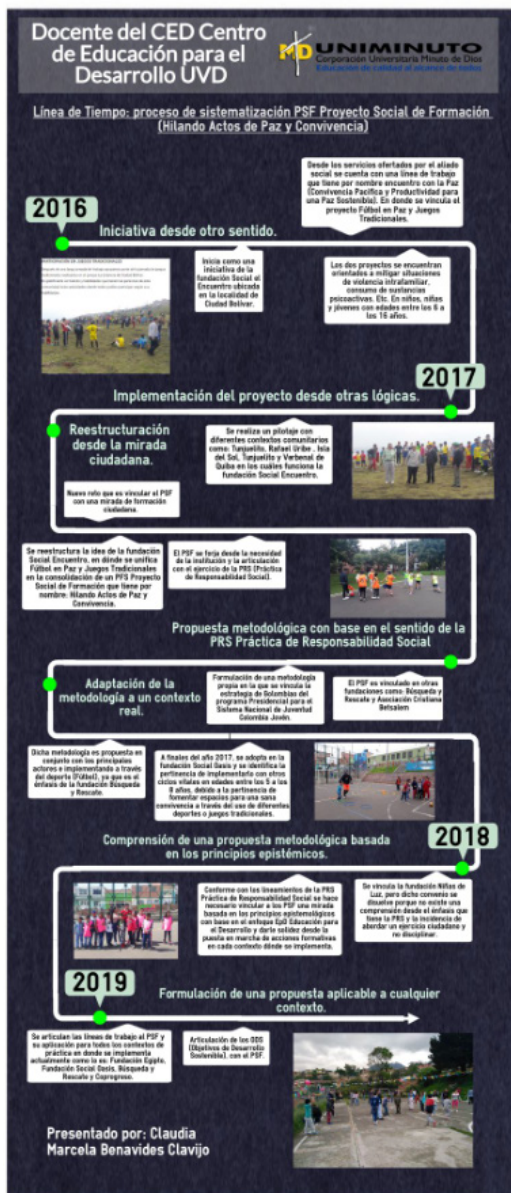 Docente del CED Centro
de Educación para el
Desarrollo UVD
MD UNIMINUTO
Corporación Universitaria Minuto de Dios
Educación de calidad al alcance de todos
Línea de Tiempo: proceso de sistematización PSF Proyecto Social de Formación
(Hilando Actos de Paz y Convivencia)
Desde los servicios ofertados por el aliado
social se cuenta con una línea de trabajo
que tiene por nombre encuentro con la Paz
(Convivencia Pacífica y Productividad para
una Paz Sostenible). En donde se vincula el
proyecto Fútbol en Paz y Juegos
Tradicionales.
2016
Iniciativa desde otro sentido.
Inicia como una
iniciativa de la
fundación Social el
Encuentro ubicada
en la localidad de
Ciudad Bolívar.
Los dos proyectos se encuentran
orientados a mitigar situaciones
de violencia intrafamiliar,
consumo de sustancias
psicoactivas. Etc. En niños, niñas
y jóvenes con edades entre los 6 a
los 16 años.
2017
Implementación del proyecto desde otras lógicas.
Reestructuración
desde la mirada
ciudadana.
Se realiza un pilotaje con
diferentes contextos comunitarios
como: Tunjuelito, Rafael Uribe , Isla
del Sol, Tunjuelito y Verbenal de
Quiba en los cuáles funciona la
fundación Social Encuentro.
Nuevo reto que es vincular el PSF
con una mirada de formación
ciudadana.
Se reestructura la idea de la fundación
Social Encuentro, en dónde se unifica
Fútbol en Paz y Juegos Tradicionales
en la consolidación de un PFS Proyecto
Social de Formación que tiene por
nombre: Hilando Actos de Paz y
Convivencia.
El PSF se forja desde la necesidad
de la institución y la articulación
con el ejercicio de la PRS (Práctica
de Responsabilidad Social).
Propuesta metodológica con base en el sentido de la
PRS Práctica de Responsabilidad Social
Adaptación de la
metodología a un contexto
real.
Formulación de una metodología
propia en la que se vincula la
estrategia de Golombiao del
programa Presidencial para el
Sistema Nacional de Juventud
Colombia Joven.
El PSF es vinculado en otras
fundaciones como: Búsqueda y
Rescate y Asociación Cristiana
Betsalem
Dicha metodología es propuesta en
conjunto con los principales
actores e implementando a través
del deporte (Fútbol), ya que es el
énfasis de la fundación Búsqueda
y Rescate.
A finales del año 2017, se adopta en la
fundación Social Oasis y se identifica la
pertinencia de implementarlo con otros
ciclos vitales en edades entre los 5 a los
8 años, debido a la pertinencia de
fomentar espacios para una sana
convivencia a través del uso de diferentes
deportes o juegos tradicionales.
2018
Comprensión de una propuesta metodológica basada
en los principios epistémicos.
Conforme con los lineamientos de la PRS
Práctica de Responsabilidad Social se hace
necesario vincular a los PSF una mirada
basada en los principios epistemológicos
con base en el enfoque EpD Educación para
el Desarrollo y darle solidez desde la
puesta en marcha de acciones formativas
en cada contexto dónde se implementa.
Se vincula la fundación Niñas de
Luz, pero dicho convenio se
disuelve porque no existe una
comprensión desde el énfasis que
tiene la PRS y la incidencia de
abordar un ejercicio ciudadano y
no disciplinar.
2019
Formulación de una propuesta aplicable a cualquier
contexto.
Se articulan las líneas de trabajo al PSF y
su aplicación para todos los contextos de
práctica en donde se implementa
actualmente como lo es: Fundación Egipto,
Fundación Social Oasis, Búsqueda y
Rescate y Coprogreso.
Articulación de los ODS
(Objetivos de Desarrollo
Sostenible), con el PSF.
Presentado por: Claudia
Marcela Benavides Clavijo